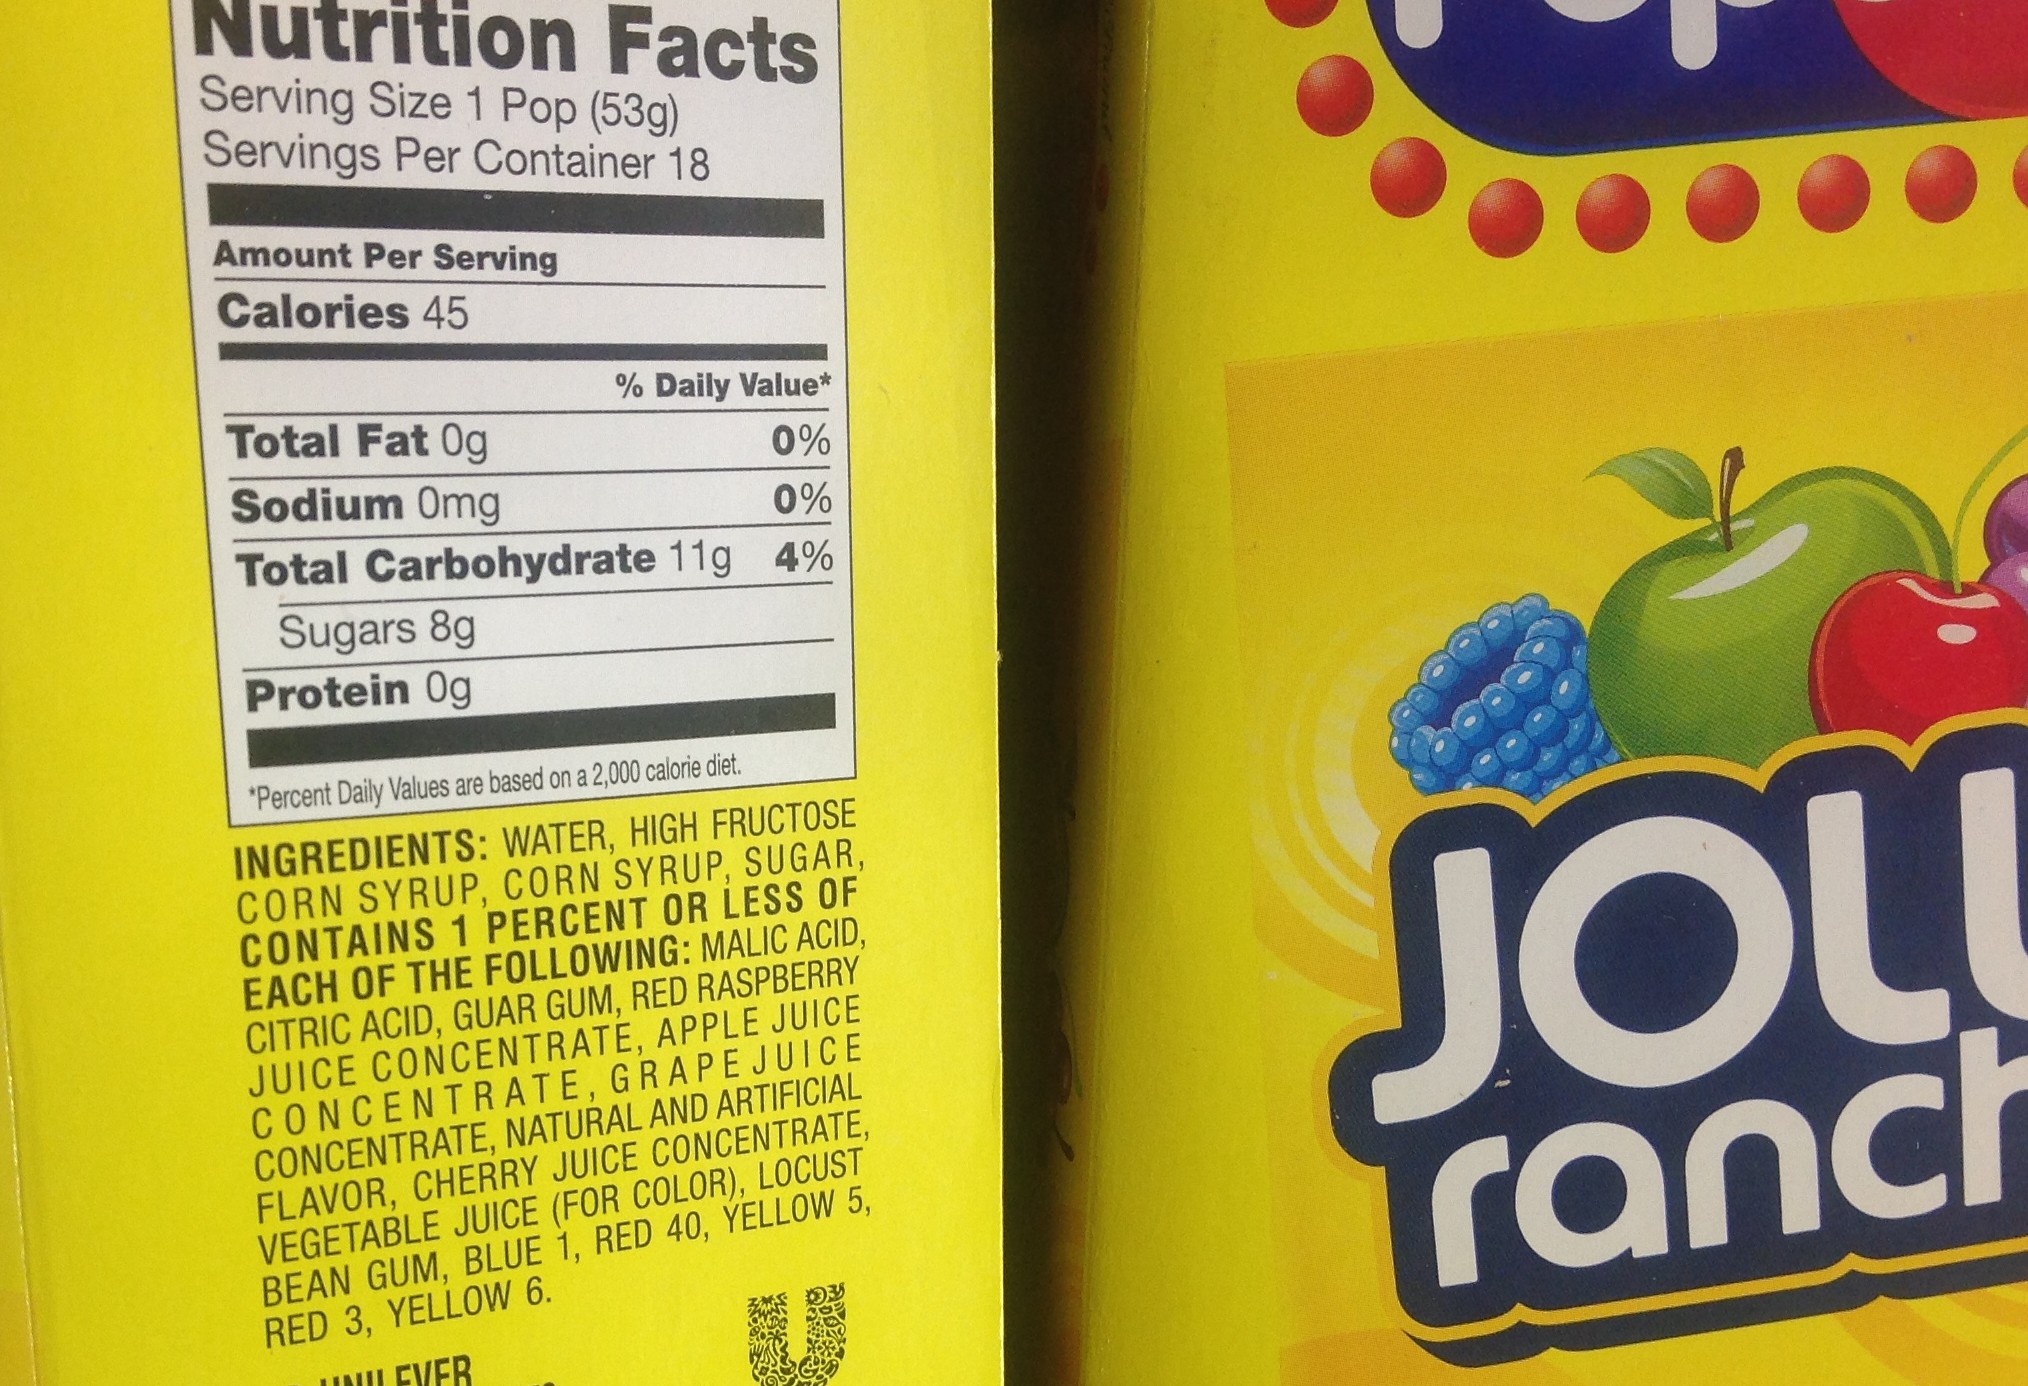 Nutrition Facts
Serving Size 1 Pop (53g)
Servings Per Container 18
Amount Per Serving
Calories 45
% Daily Value*
Total Fat 0g 0%
Sodium 0mg 0%
Total Carbohydrate 11g 4%
Sugars 8g
Protein 0g
*Percent Daily Values are based on a 2,000 calorie diet.
INGREDIENTS: WATER, HIGH FRUCTOSE
CORN SYRUP, CORN SYRUP, SUGAR,
CONTAINS 1 PERCENT OR LESS OF
EACH OF THE FOLLOWING: MALIC ACID,
CITRIC ACID, GUAR GUM, RED RASPBERRY
JUICE CONCENTRATE, APPLE JUICE
CONCENTRATE, GRAPE JUICE
CONCENTRATE, NATURAL AND ARTIFICIAL
FLAVOR, CHERRY JUICE CONCENTRATE,
VEGETABLE JUICE (FOR COLOR), LOCUST
BEAN GUM, BLUE 1, RED 40, YELLOW 5,
RED 3, YELLOW 6.
UNILEVER
JOLL
ranch